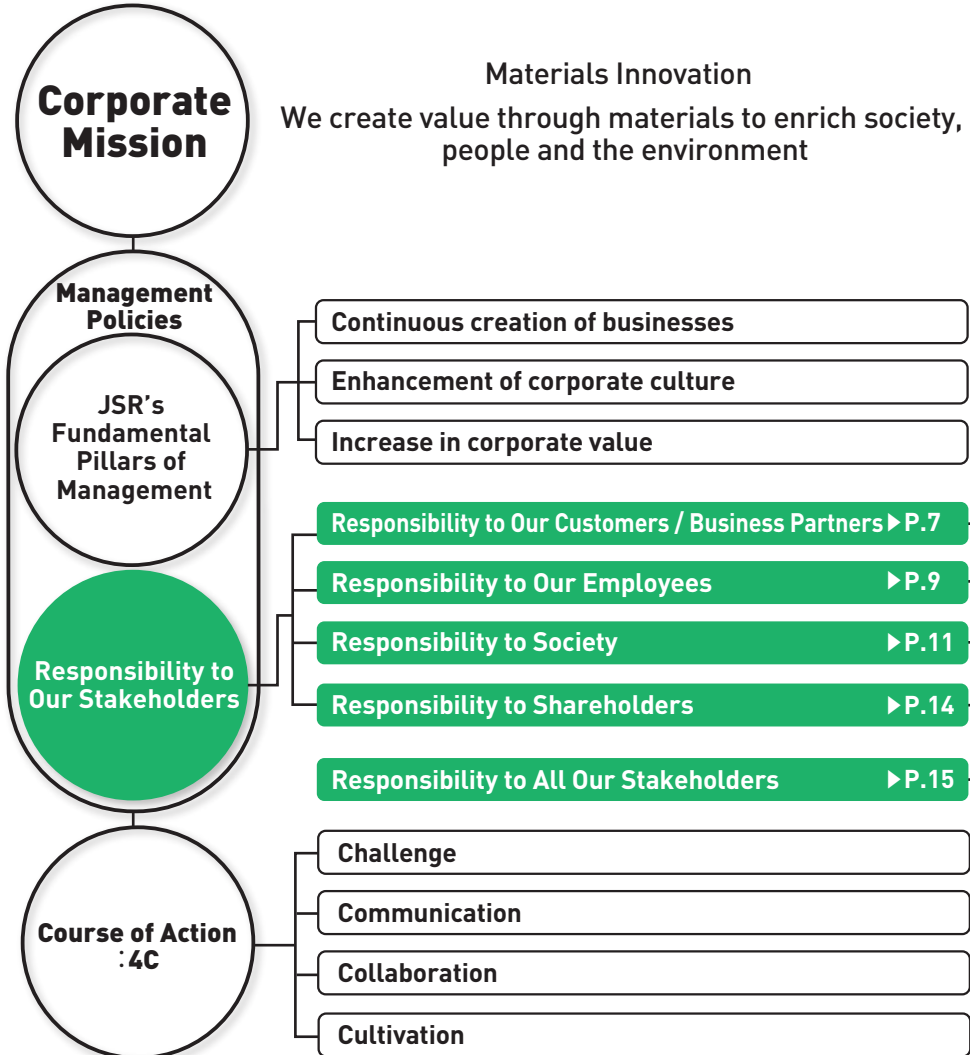 Corporate
Mission
Materials Innovation
We create value through materials to enrich society,
people and the environment
Management
Policies
JSR's
Fundamental
Pillars of
Management
Continuous creation of businesses
Enhancement of corporate culture
Increase in corporate value
Responsibility to
Our Stakeholders
Responsibility to Our Customers / Business Partners ▶P.7
Responsibility to Our Employees ▶P.9
Responsibility to Society ▶P.11
Responsibility to Shareholders ▶P.14
Responsibility to All Our Stakeholders ▶P.15
Course of Action
:4C
Challenge
Communication
Collaboration
Cultivation